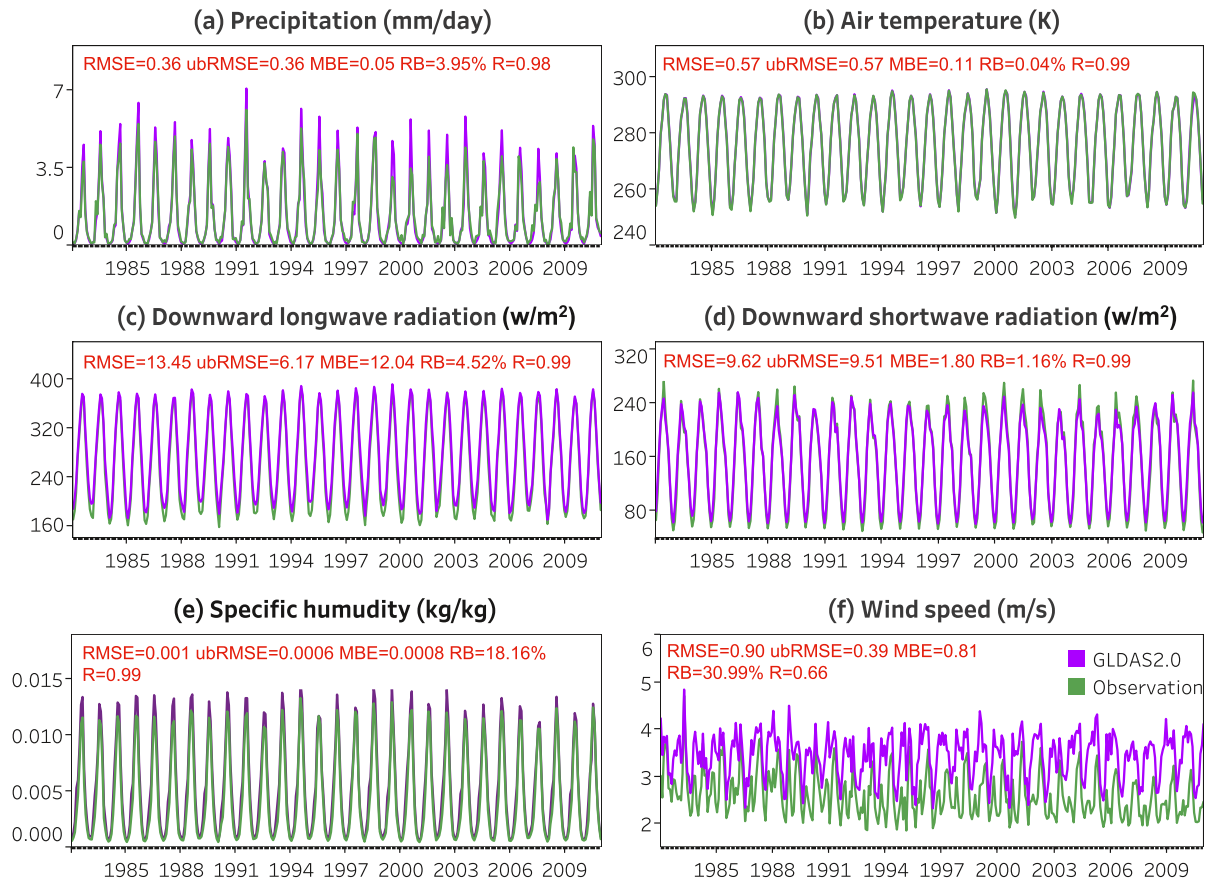 (a) Precipitation (mm/day)
RMSE=0.36 ubRMSE=0.36 MBE=0.05 RB=3.95% R=0.98
7
3.5
0
1985 1988 1991 1994 1997 2000 2003 2006 2009
(b) Air temperature (K)
RMSE=0.57 ubRMSE=0.57 MBE=0.11 RB=0.04% R=0.99
300
280
260
240
1985 1988 1991 1994 1997 2000 2003 2006 2009
(c) Downward longwave radiation (w/m²)
RMSE=13.45 ubRMSE=6.17 MBE=12.04 RB=4.52% R=0.99
400
320
240
160
1985 1988 1991 1994 1997 2000 2003 2006 2009
(d) Downward shortwave radiation (w/m²)
RMSE=9.62 ubRMSE=9.51 MBE=1.80 RB=1.16% R=0.99
320
240
160
80
1985 1988 1991 1994 1997 2000 2003 2006 2009
(e) Specific humudity (kg/kg)
RMSE=0.001 ubRMSE=0.0006 MBE=0.0008 RB=18.16%
R=0.99
0.015
0.010
0.005
0.000
1985 1988 1991 1994 1997 2000 2003 2006 2009
(f) Wind speed (m/s)
RMSE=0.90 ubRMSE=0.39 MBE=0.81
RB=30.99% R=0.66
GLDAS2.0
Observation
6
5
4
3
2
1985 1988 1991 1994 1997 2000 2003 2006 2009